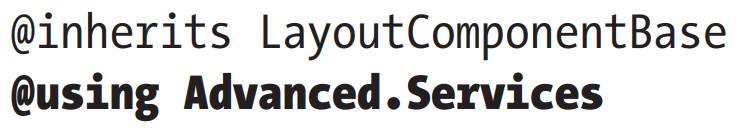 @inherits LayoutComponentBase
@using Advanced.Services